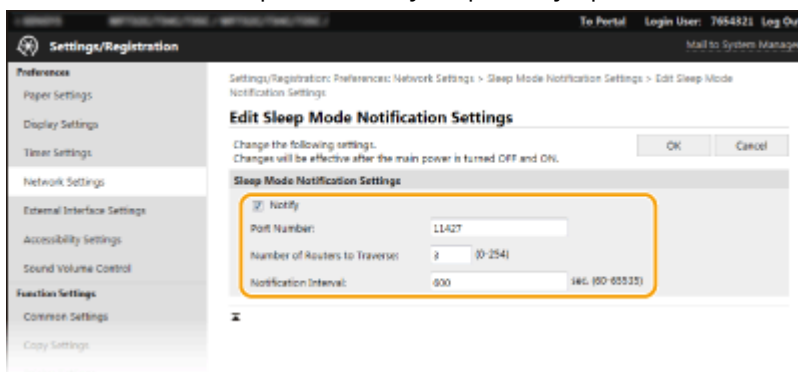 To Portal Login User: 7654321 Log Ou
Settings/Registration
Mail to System Manage
Preferences
Paper Settings
Display Settings
Timer Settings
Network Settings
External Interface Settings
Accessibility Settings
Sound Volume Control
Function Settings
Common Settings
Copy Settings
Settings/Registration: Preferences: Network Settings > Sleep Mode Notification Settings > Edit Sleep Mode
Notification Settings
Edit Sleep Mode Notification Settings
Change the following settings.
Changes will be effective after the main power is turned OFF and ON.
OK Cancel
Sleep Mode Notification Settings
Notify
Port Number: 11427
Number of Routers to Traverse: 3 (0-254)
Notification Interval: 600 sec. (60-65535)